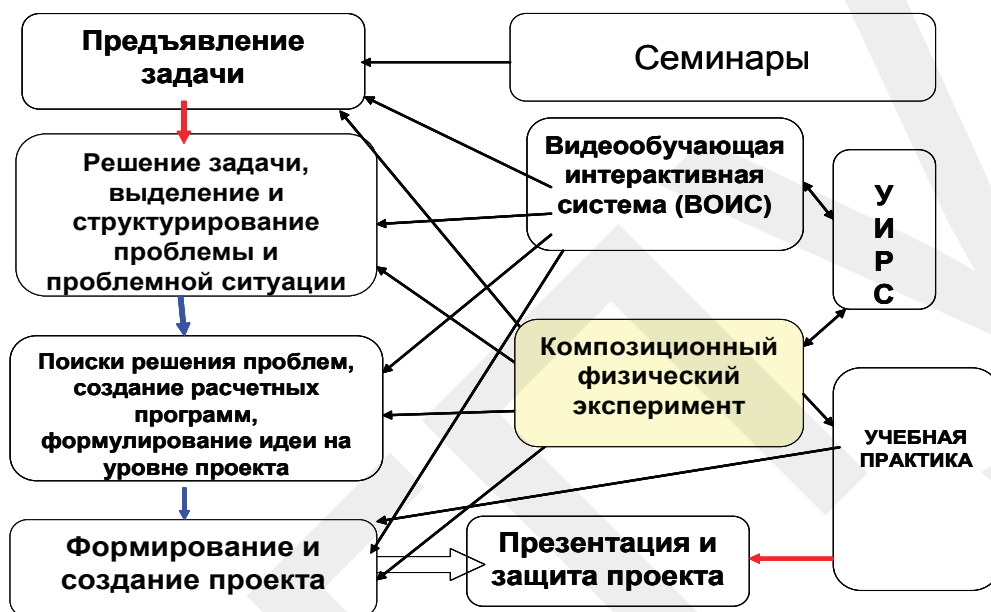 Предъявление
задачи
Семинары
Решение задачи,
выделение и
структурирование
проблемы и
проблемной ситуации
Видеообучающая
интерактивная
система (ВОИС)
У
И
Р
С
Поиски решения проблем,
создание расчетных
программ,
формулирование идеи на
уровне проекта
Композиционный
физический
эксперимент
УЧЕБНАЯ
ПРАКТИКА
Формирование и
создание проекта
Презентация и
защита проекта